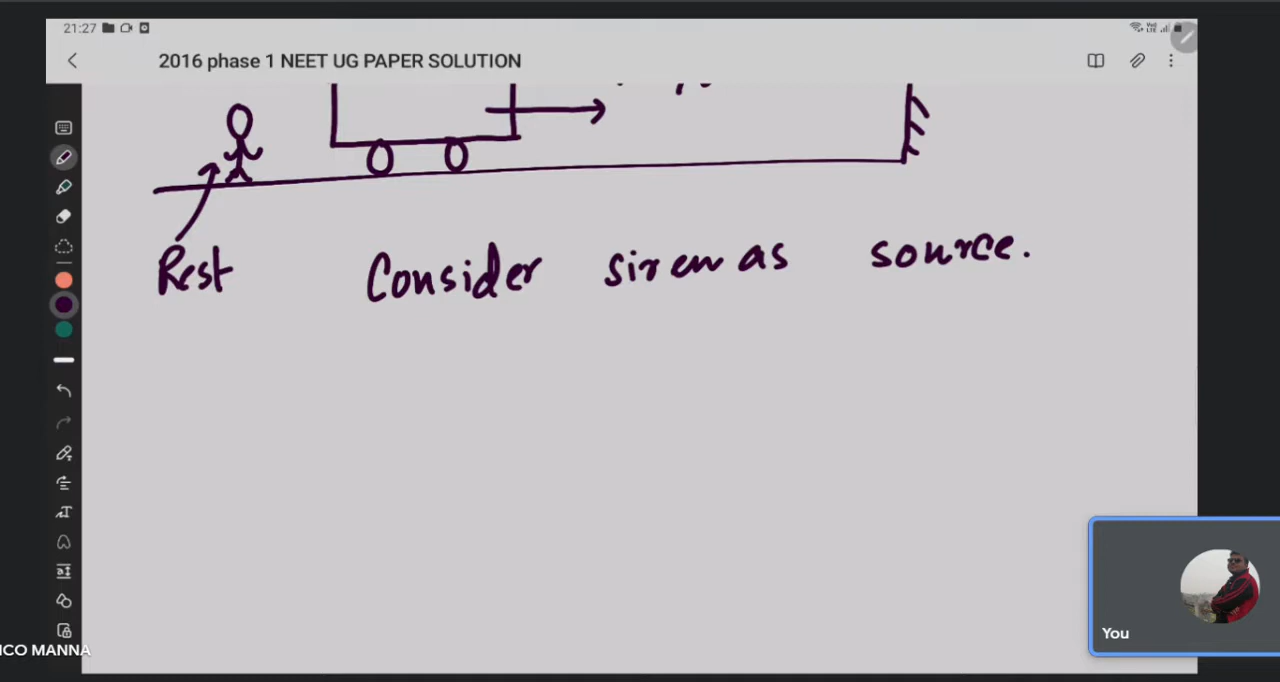 21:27
2016 phase 1 NEET UG PAPER SOLUTION
Rest Consider siren as source.
You
ICO MANNA